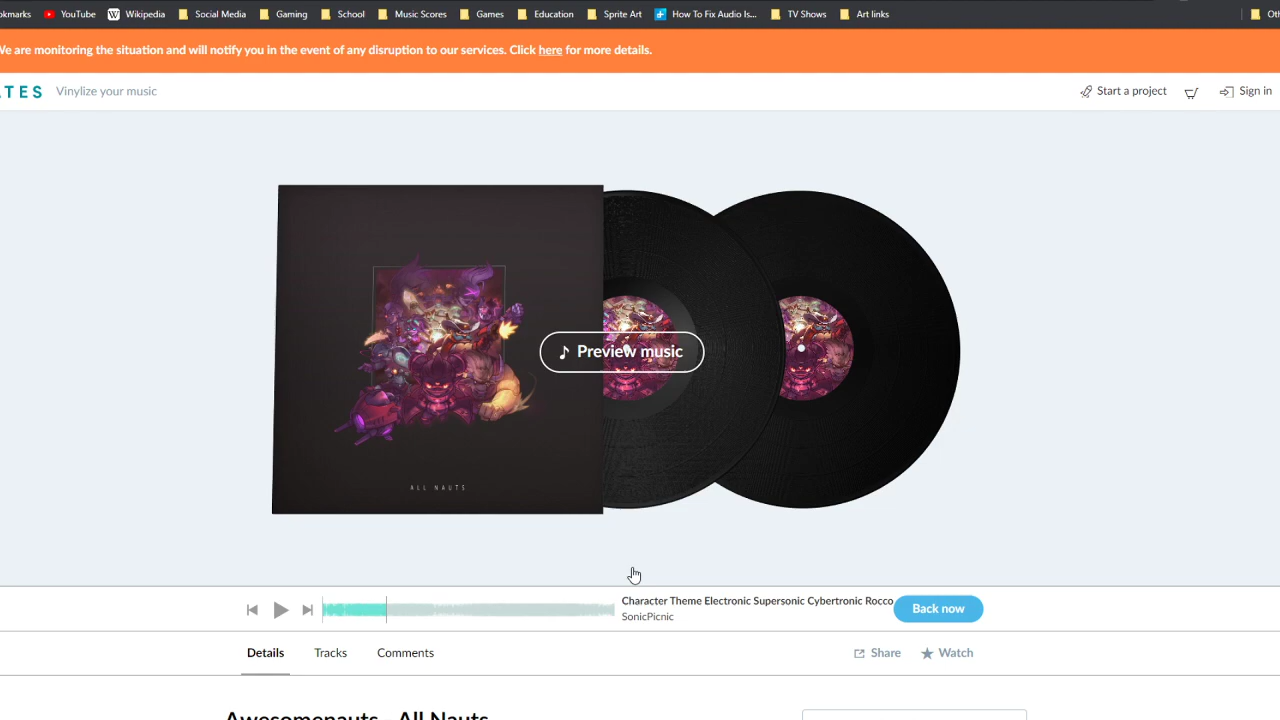 okmarks YouTube Wikipedia Social Media Gaming School Music Scores Games Education Sprite Art How To Fix Audio Is... TV Shows Art links Oth
We are monitoring the situation and will notify you in the event of any disruption to our services. Click here for more details.
ATES Vinylize your music Start a project Sign in
Preview music
ALL NAUTS
Character Theme Electronic Supersonic Cybertronic Rocco
SonicPicnic
Back now
Details Tracks Comments Share Watch
Awesomenauts - All Nauts